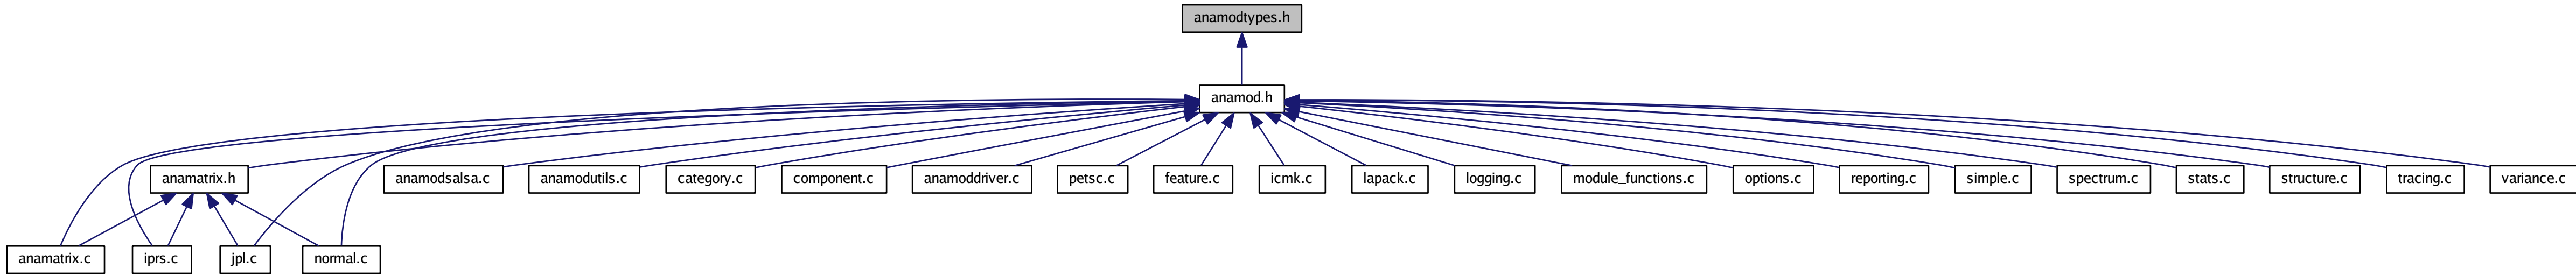 anamodtypes.h
anamod.h
anamatrix.h
anamodsalsa.c
anamodutils.c
category.c
component.c
anamoddriver.c
petsc.c
feature.c
icmk.c
lapack.c
logging.c
module_functions.c
options.c
reporting.c
simple.c
spectrum.c
stats.c
structure.c
tracing.c
variance.c
anamatrix.c
iprs.c
jpl.c
normal.c